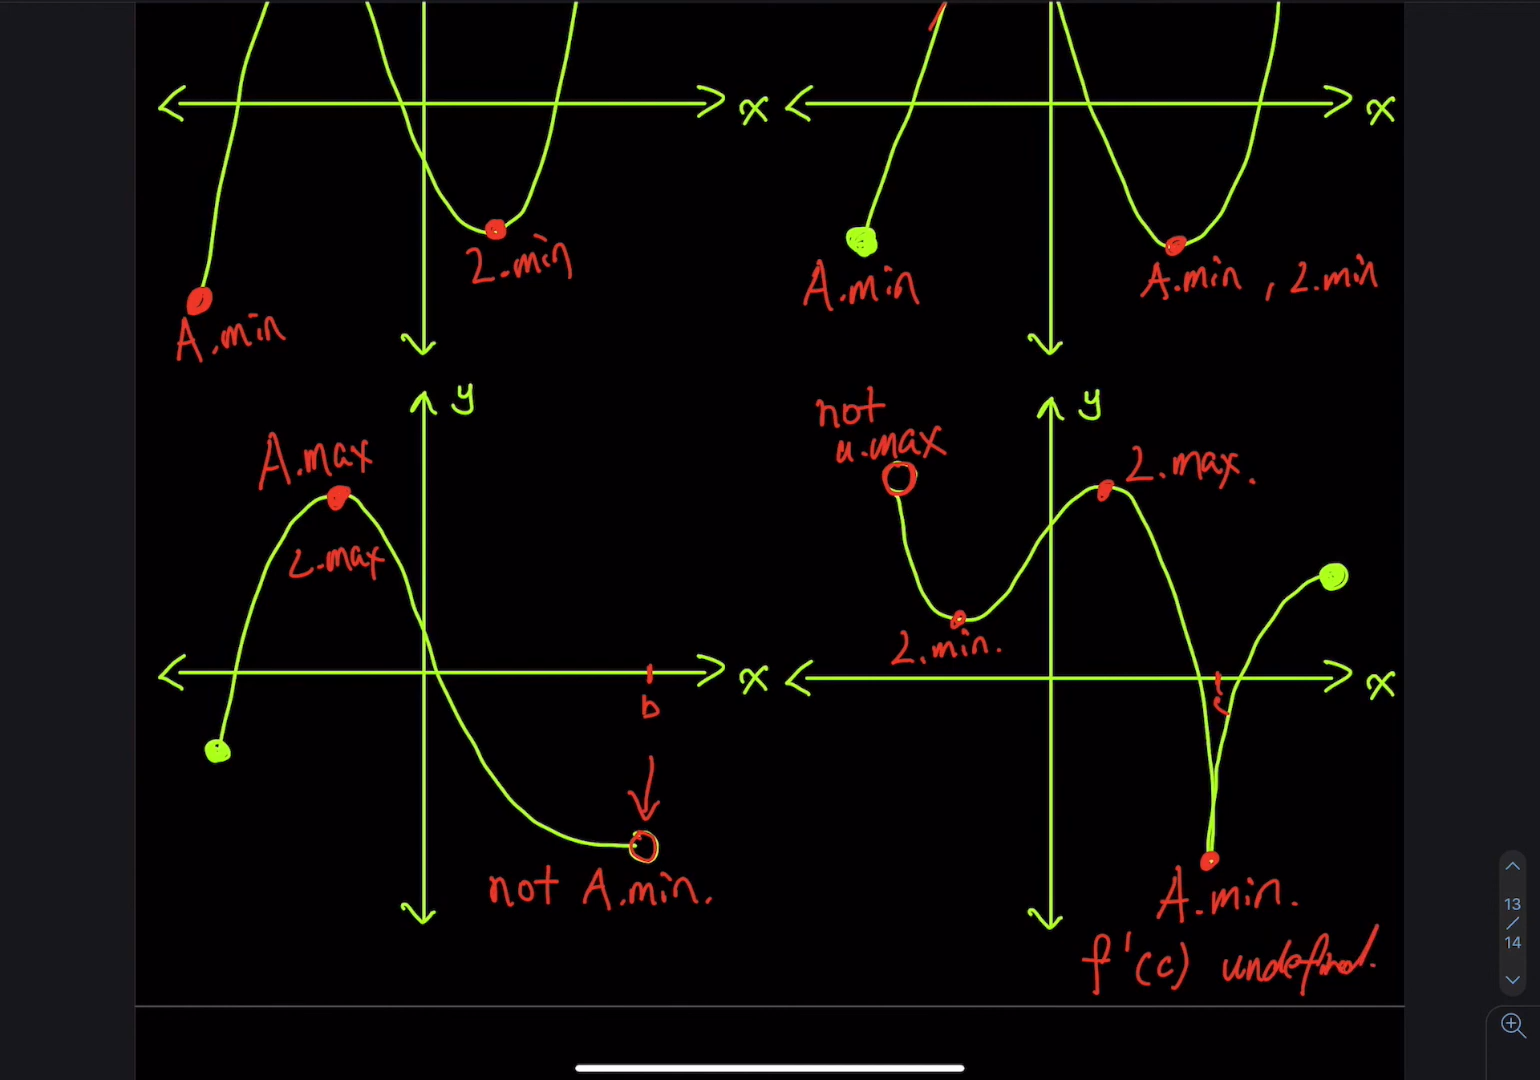 x
x
2.min
A.min
A.min
A.min , 2.min
y
y
A.max
not
a.max
2.max.
2.max
2.min.
x
x
b
c
not A.min.
A.min.
f'(c) undefined.
13
/
14